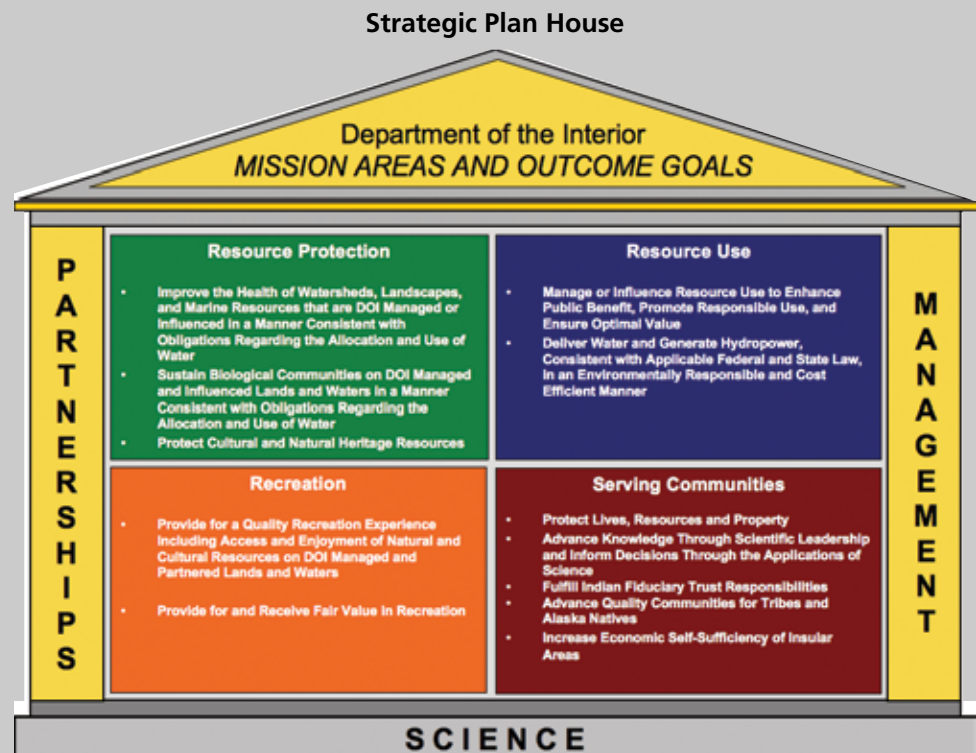 Strategic Plan House
Department of the Interior
MISSION AREAS AND OUTCOME GOALS
PARTNERSHIPS
Resource Protection
• Improve the Health of Watersheds, Landscapes,
and Marine Resources that are DOI Managed or
Influenced in a Manner Consistent with
Obligations Regarding the Allocation and Use of
Water
• Sustain Biological Communities on DOI Managed
and Influenced Lands and Waters in a Manner
Consistent with Obligations Regarding the
Allocation and Use of Water
• Protect Cultural and Natural Heritage Resources
Resource Use
• Manage or Influence Resource Use to Enhance
Public Benefit, Promote Responsible Use, and
Ensure Optimal Value
• Deliver Water and Generate Hydropower,
Consistent with Applicable Federal and State Law,
in an Environmentally Responsible and Cost
Efficient Manner
Recreation
• Provide for a Quality Recreation Experience
Including Access and Enjoyment of Natural and
Cultural Resources on DOI Managed and
Partnered Lands and Waters
• Provide for and Receive Fair Value in Recreation
Serving Communities
• Protect Lives, Resources and Property
• Advance Knowledge Through Scientific Leadership
and Inform Decisions Through the Applications of
Science
• Fulfill Indian Fiduciary Trust Responsibilities
• Advance Quality Communities for Tribes and
Alaska Natives
• Increase Economic Self-Sufficiency of Insular
Areas
MANAGEMENT
SCIENCE